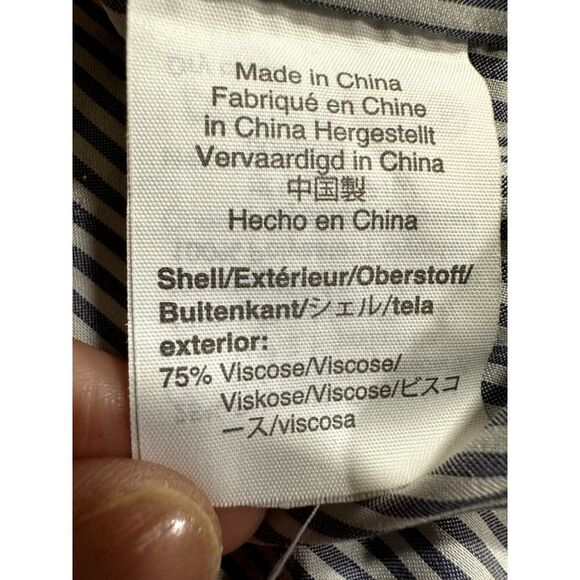 Made in China
Fabriqué en Chine
in China Hergestellt
Vervaardigd in China
中国製
Hecho en China
Shell/Extérieur/Oberstoff/
Buitenkant/シェル/tela
exterior:
75% Viscose/Viscose/
Viskose/Viscose/ビスコ
ース/viscosa